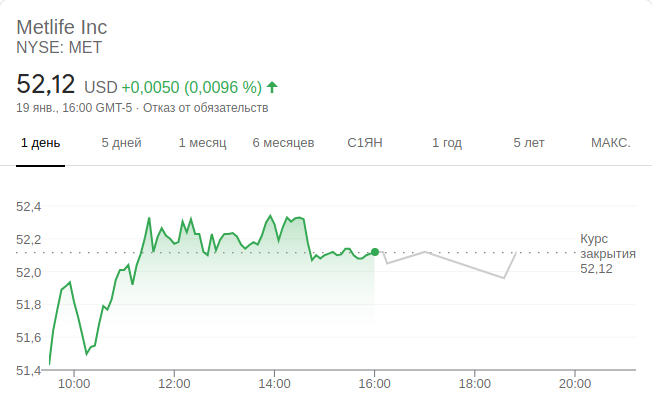 Metlife Inc
NYSE: MET
52,12 USD +0,0050 (0,0096 %)
19 янв., 16:00 GMT-5 · Отказ от обязательств
1 день 5 дней 1 месяц 6 месяцев С1ЯН 1 год 5 лет МАКС.
52,4
52,2
52,0
51,8
51,6
51,4
Курс
закрытия
52,12
10:00 12:00 14:00 16:00 18:00 20:00